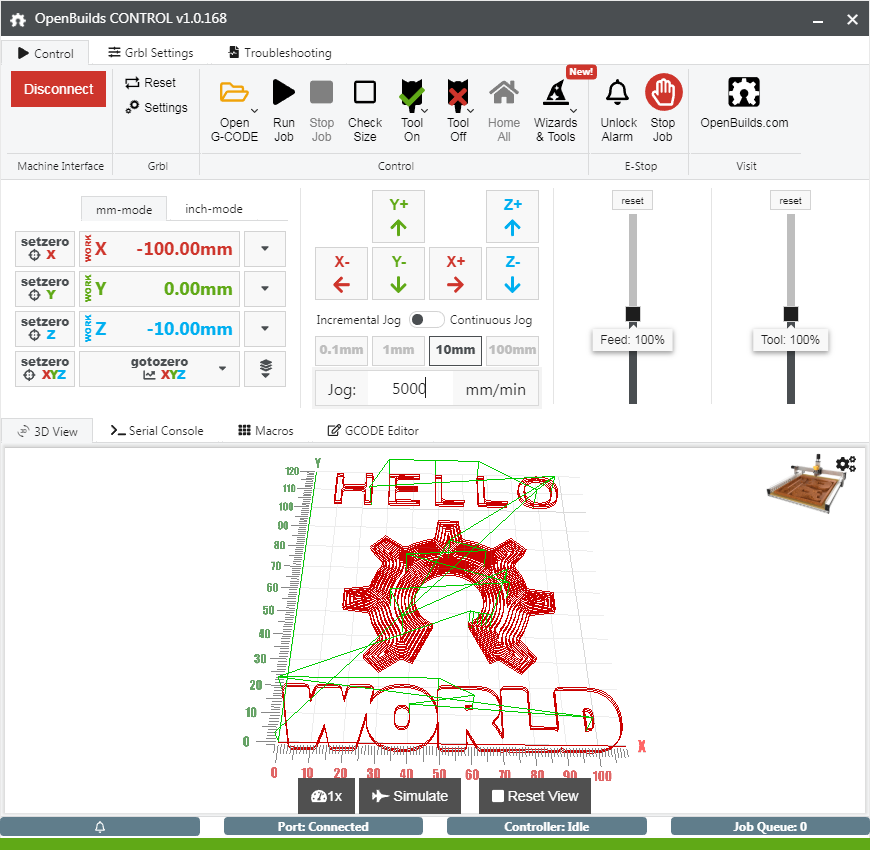 OpenBuilds CONTROL v1.0.168
Control
Grbl Settings
Troubleshooting
Disconnect
Machine Interface
Reset
Settings
Grbl
Open G-CODE
Run Job
Stop Job
Check Size
Tool On
Tool Off
Home All
New!
Wizards & Tools
Control
Unlock Alarm
Stop Job
E-Stop
OpenBuilds.com
Visit
mm-mode
inch-mode
setzero X
WORK X -100.00mm
setzero Y
WORK Y 0.00mm
setzero Z
WORK Z -10.00mm
setzero XYZ
gotozero XYZ
Y+
Z+
X-
Y-
X+
Z-
Incremental Jog
Continuous Jog
0.1mm
1mm
10mm
100mm
Jog: 5000 mm/min
reset
Feed: 100%
reset
Tool: 100%
3D View
Serial Console
Macros
GCODE Editor
Y
120
110
100
90
80
70
60
50
40
30
20
10
0
HELLO
WORLD
X
0 10 20 30 40 50 60 70 80 90 100
1x
Simulate
Reset View
Port: Connected
Controller: Idle
Job Queue: 0